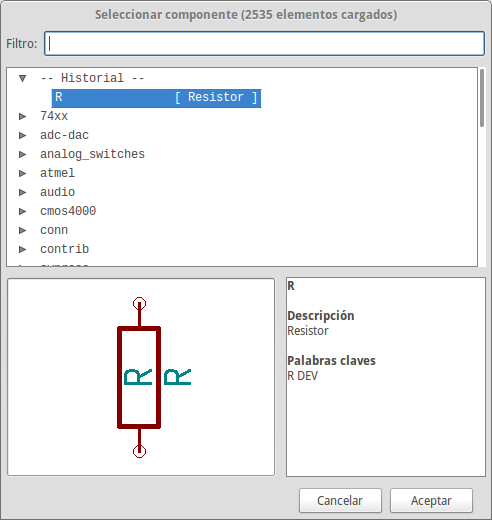 Seleccionar componente (2535 elementos cargados)
Filtro:
-- Historial --
R [ Resistor ]
74xx
adc-dac
analog_switches
atmel
audio
cmos4000
conn
contrib
R R
R
Descripción
Resistor
Palabras claves
R DEV
Cancelar Aceptar